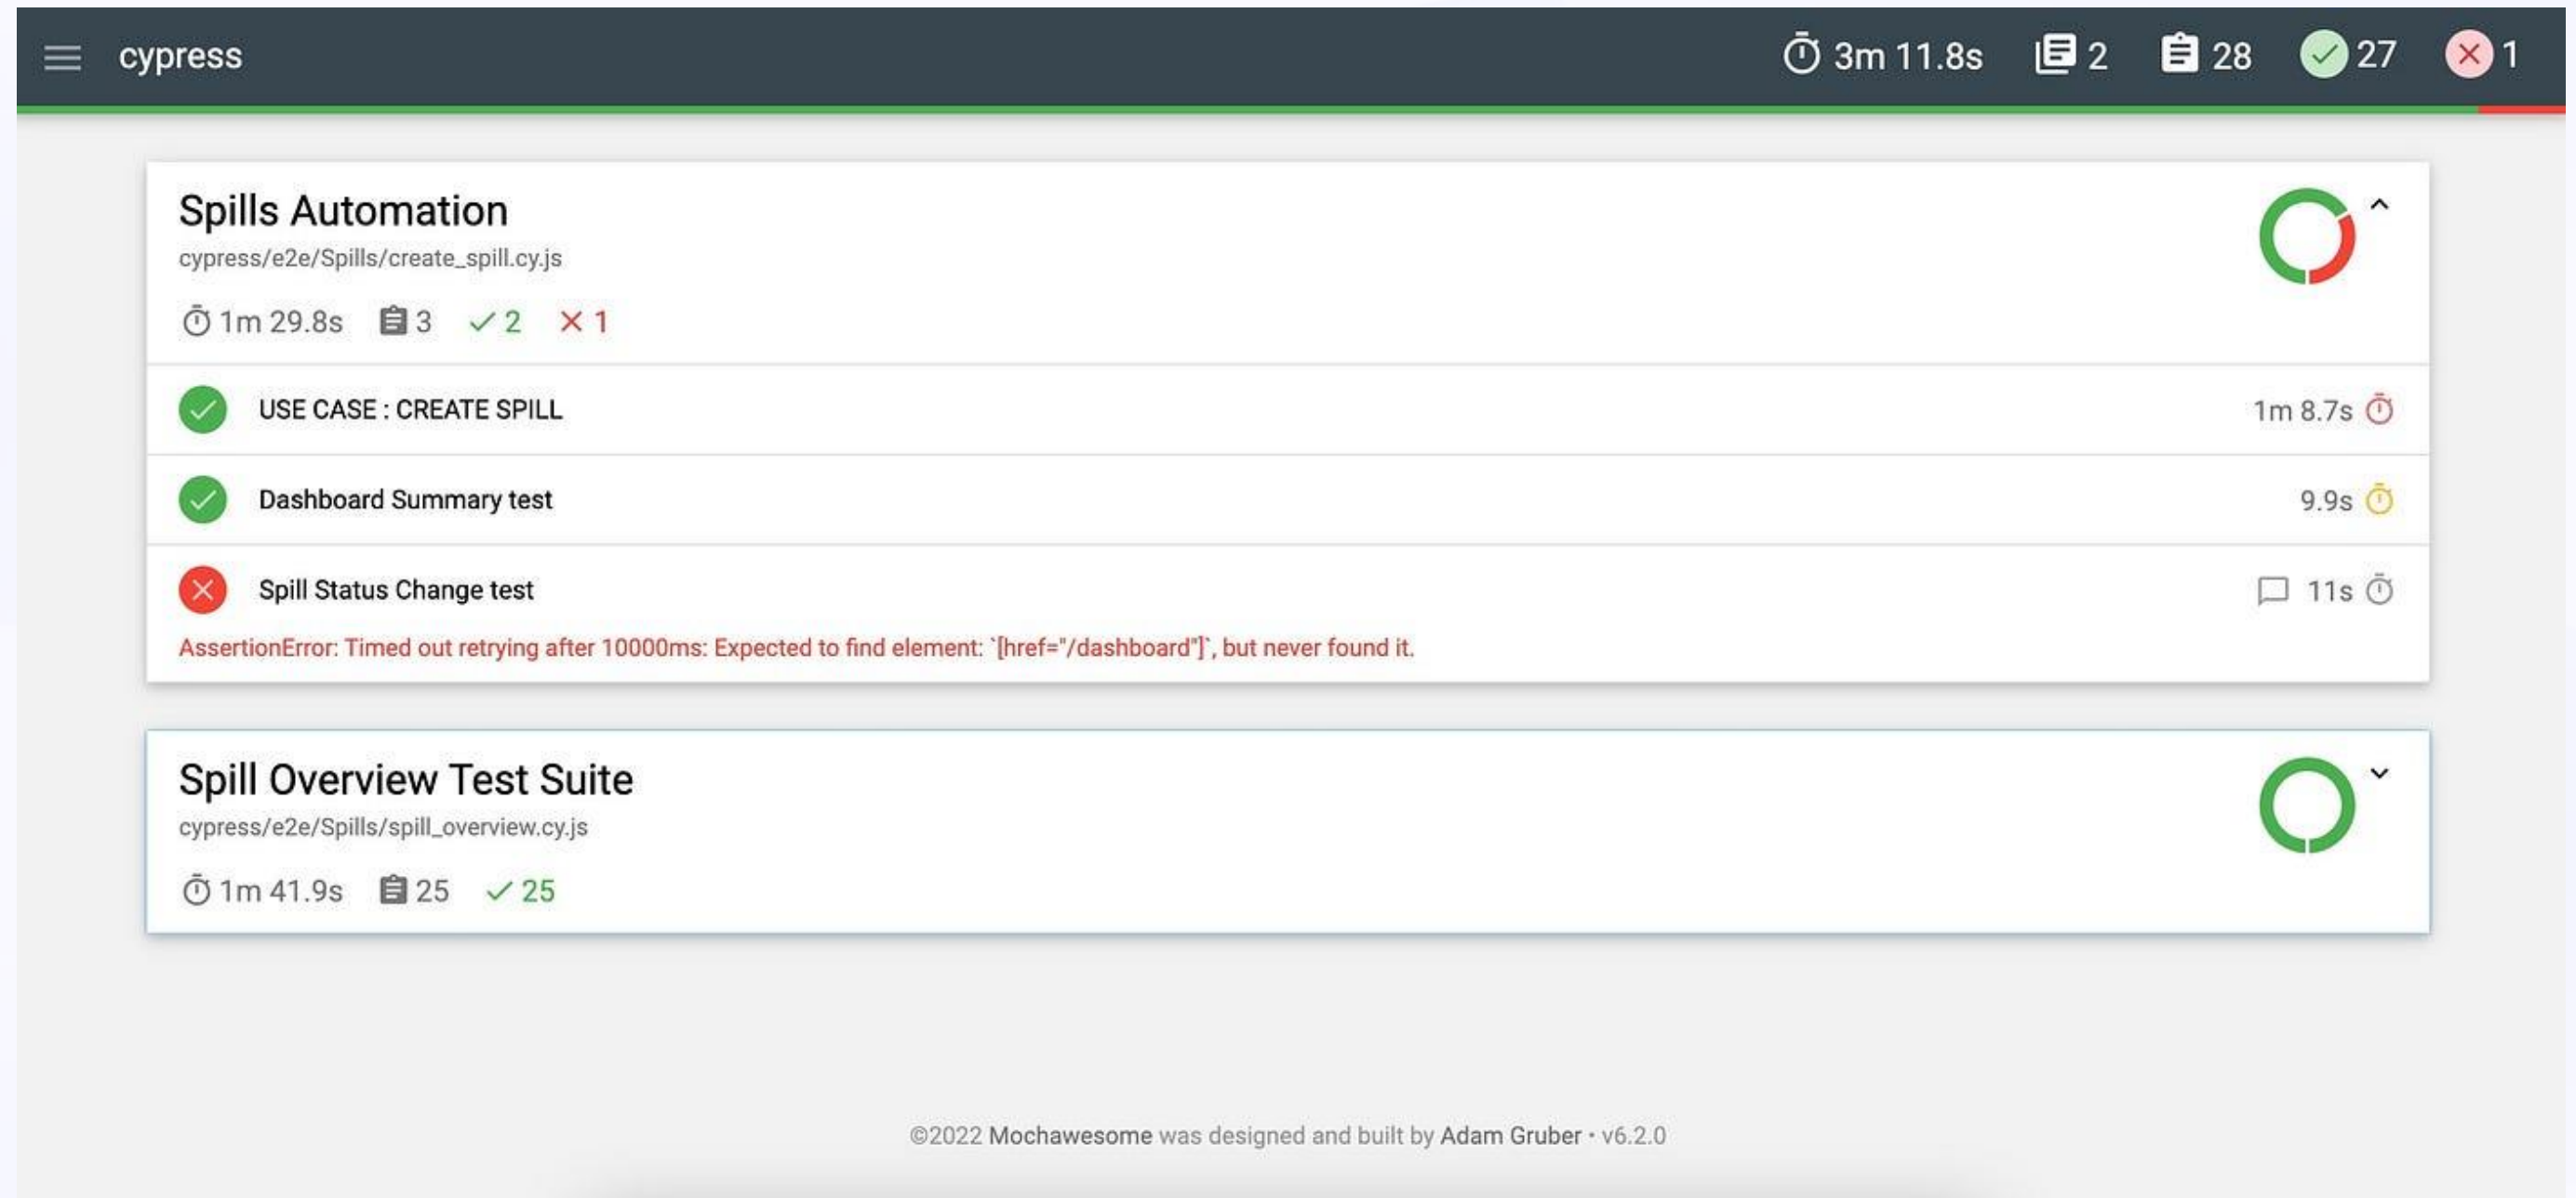 cypress 3m 11.8s 2 28 27 1
Spills Automation
cypress/e2e/Spills/create_spill.cy.js
1m 29.8s 3 2 1
USE CASE : CREATE SPILL 1m 8.7s
Dashboard Summary test 9.9s
Spill Status Change test 11s
AssertionError: Timed out retrying after 10000ms: Expected to find element: `[href="/dashboard"]`, but never found it.
Spill Overview Test Suite
cypress/e2e/Spills/spill_overview.cy.js
1m 41.9s 25 25
©2022 Mochawesome was designed and built by Adam Gruber • v6.2.0